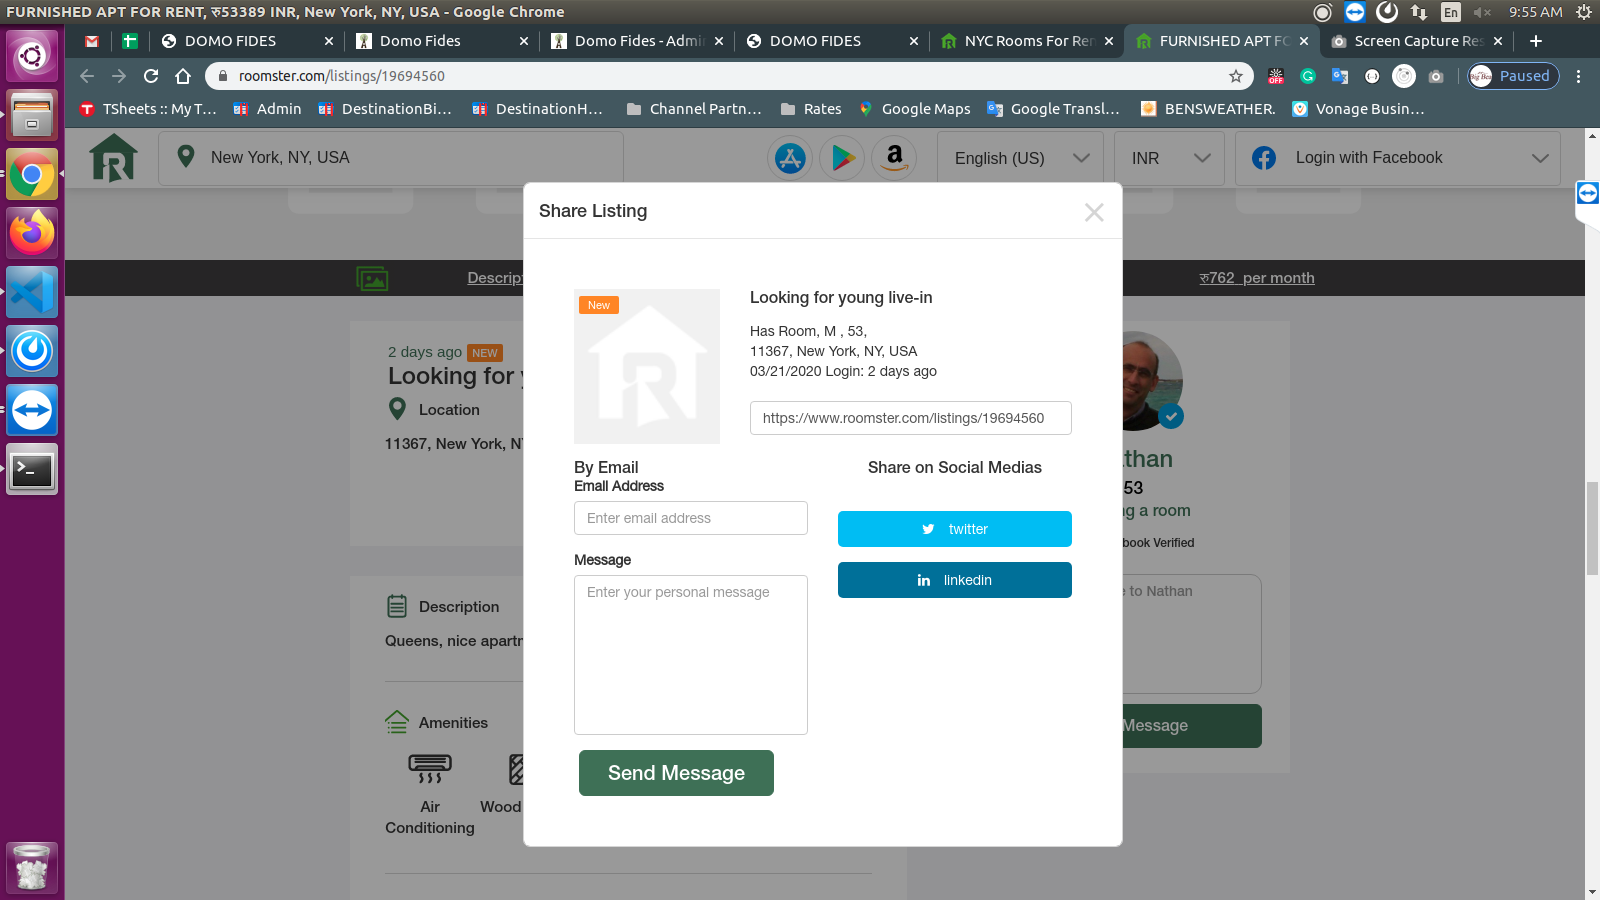 FURNISHED APT FOR RENT, रु53389 INR, New York, NY, USA - Google Chrome
En
9:55 AM
DOMO FIDES
Domo Fides
Domo Fides - Admi
DOMO FIDES
NYC Rooms For Ren
FURNISHED APT FO
Screen Capture Res
roomster.com/listings/19694560
Paused
TSheets :: My T...
Admin
DestinationBi...
DestinationH...
Channel Partn...
Rates
Google Maps
Google Transl...
BENSWEATHER.
Vonage Busin...
New York, NY, USA
English (US)
INR
Login with Facebook
Share Listing
Descript
रु762 per month
New
Looking for young live-in
Has Room, M , 53,
11367, New York, NY, USA
03/21/2020 Login: 2 days ago
https://www.roomster.com/listings/19694560
2 days ago NEW
Looking for y
Location
11367, New York, N
By Email
Email Address
Enter email address
Message
Enter your personal message
Send Message
Share on Social Medias
twitter
linkedin
than
53
ng a room
book Verified
e to Nathan
Message
Description
Queens, nice apartm
Amenities
Air
Conditioning
Wood